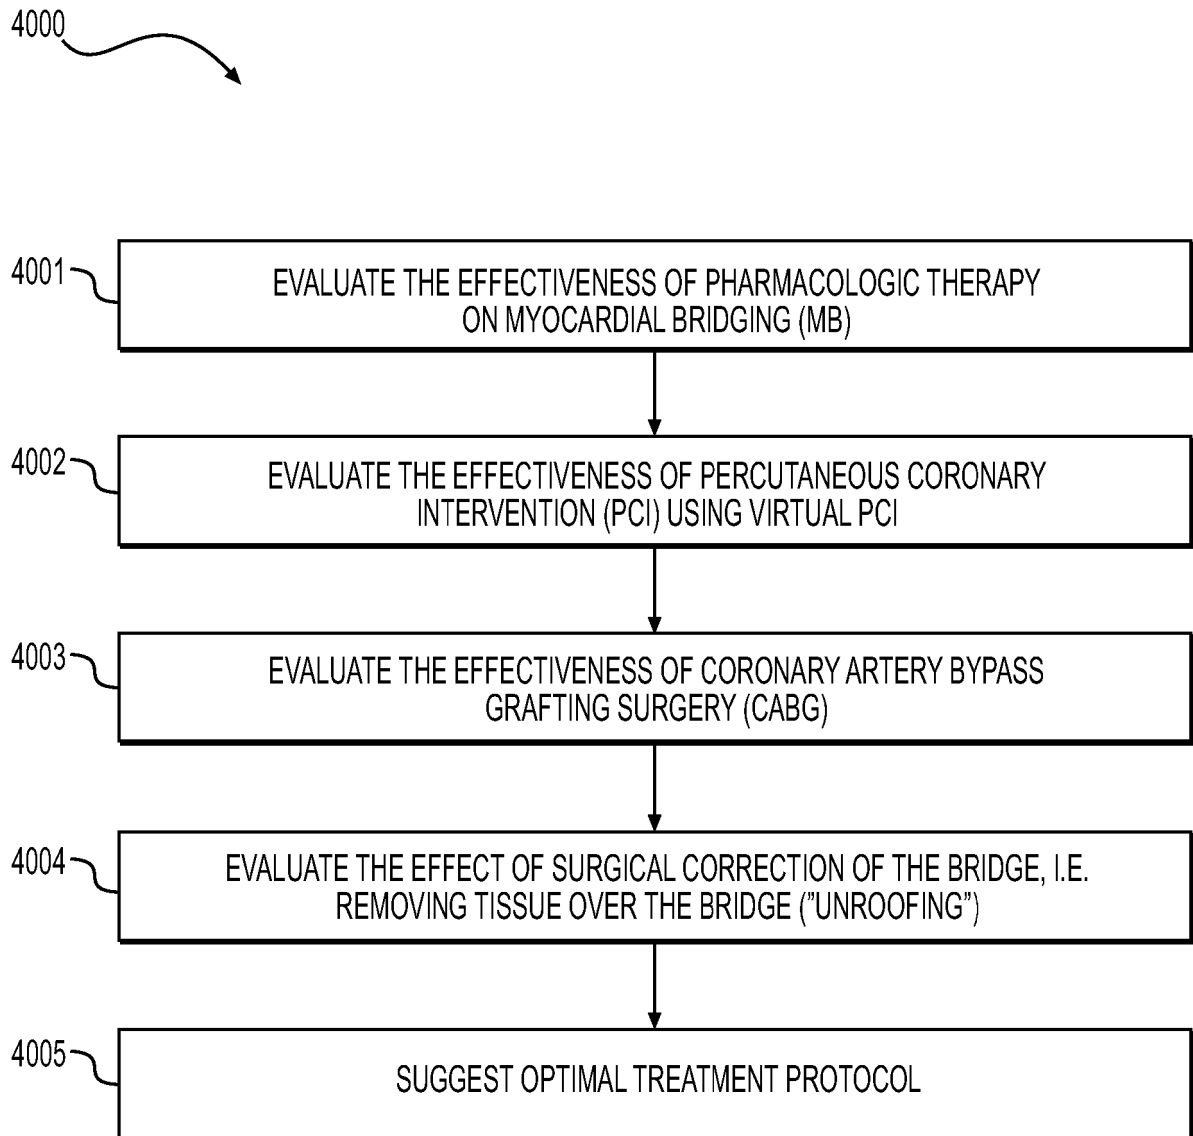 4000
4001
EVALUATE THE EFFECTIVENESS OF PHARMACOLOGIC THERAPY
ON MYOCARDIAL BRIDGING (MB)
4002
EVALUATE THE EFFECTIVENESS OF PERCUTANEOUS CORONARY
INTERVENTION (PCI) USING VIRTUAL PCI
4003
EVALUATE THE EFFECTIVENESS OF CORONARY ARTERY BYPASS
GRAFTING SURGERY (CABG)
4004
EVALUATE THE EFFECT OF SURGICAL CORRECTION OF THE BRIDGE, I.E.
REMOVING TISSUE OVER THE BRIDGE ("UNROOFING")
4005
SUGGEST OPTIMAL TREATMENT PROTOCOL